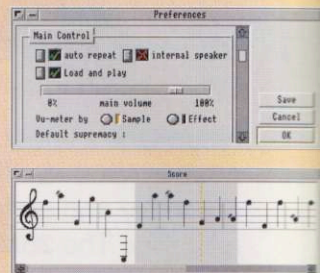 Preferences
Main Control
auto repeat internal speaker
Load and play
0% main volume 100%
Vu-meter by Sample Effect
Default supremacy :
Save
Cancel
OK
Score